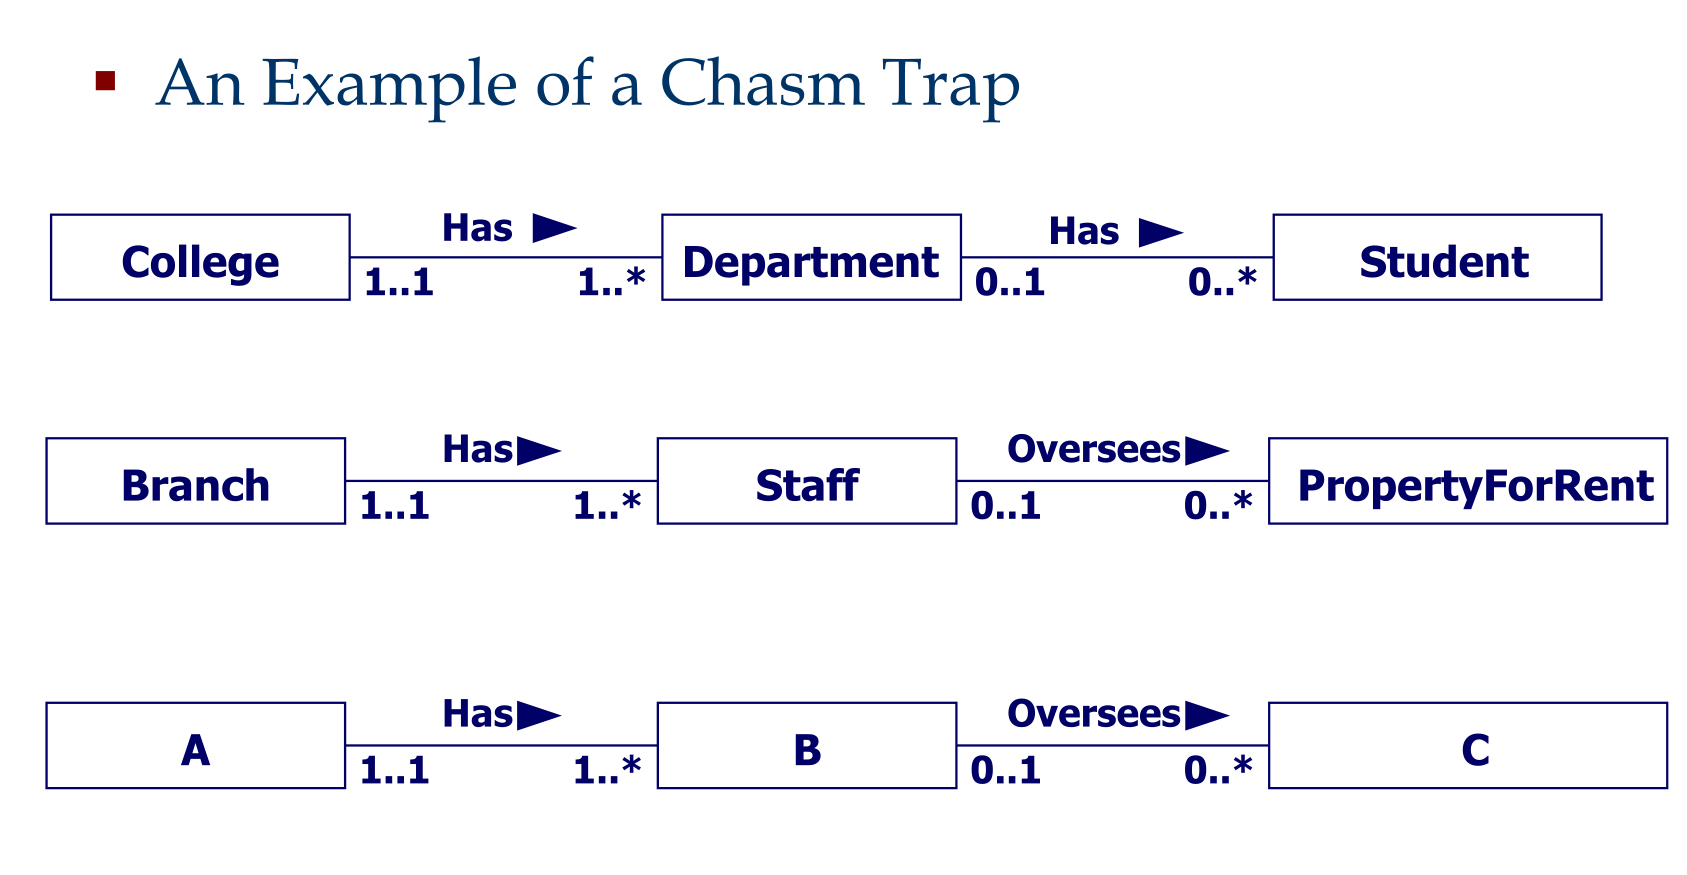 ▪ An Example of a Chasm Trap
Has ► Has ►
College Department Student
1..1 1..* 0..1 0..*
Has► Oversees►
Branch Staff PropertyForRent
1..1 1..* 0..1 0..*
Has► Oversees►
A B C
1..1 1..* 0..1 0..*